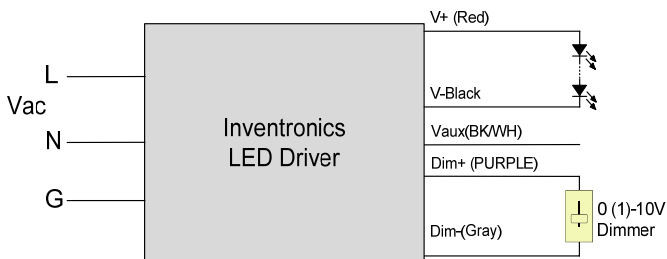 V+ (Red)
L
Vac
N
G
Inventronics
LED Driver
V-Black
Vaux(BK/WH)
Dim+ (PURPLE)
Dim-(Gray)
0 (1)-10V
Dimmer